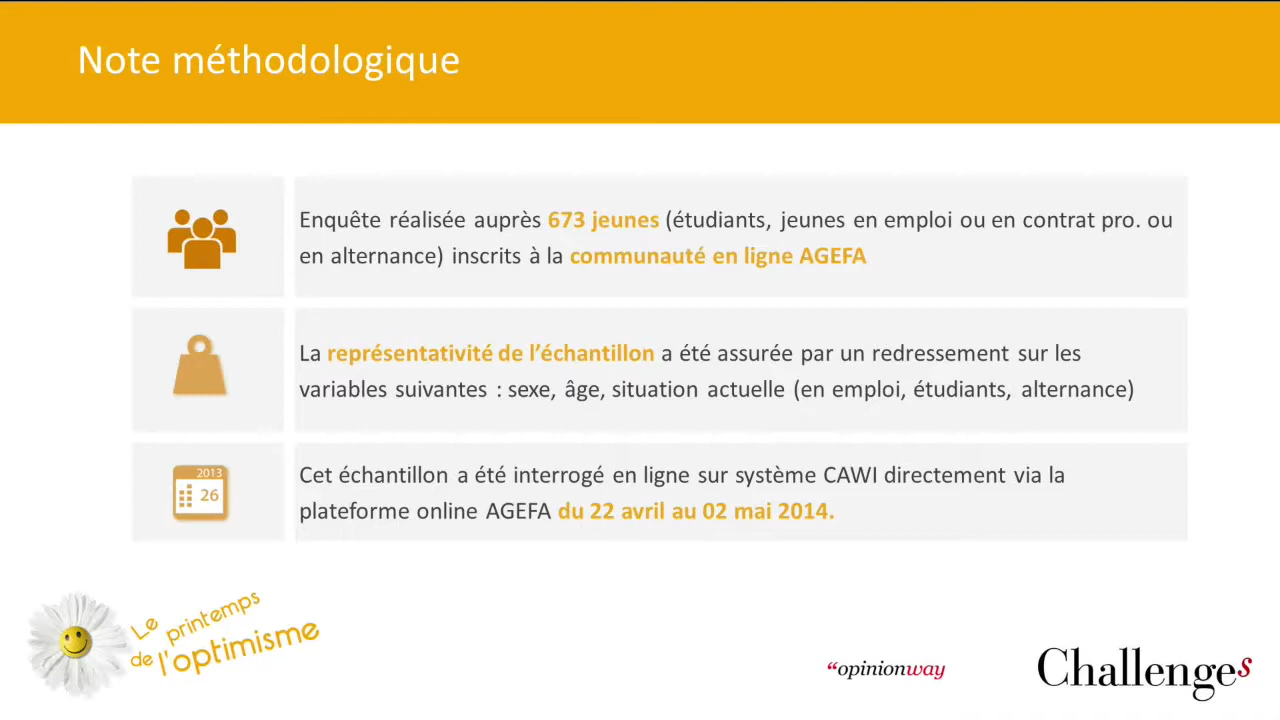 Note méthodologique
Enquête réalisée auprès 673 jeunes (étudiants, jeunes en emploi ou en contrat pro. ou
en alternance) inscrits à la communauté en ligne AGEFA
La représentativité de l’échantillon a été assurée par un redressement sur les
variables suivantes : sexe, âge, situation actuelle (en emploi, étudiants, alternance)
2013
26
Cet échantillon a été interrogé en ligne sur système CAWI directement via la
plateforme online AGEFA du 22 avril au 02 mai 2014.
Le printemps
de l'optimisme
“opinionway
Challenges